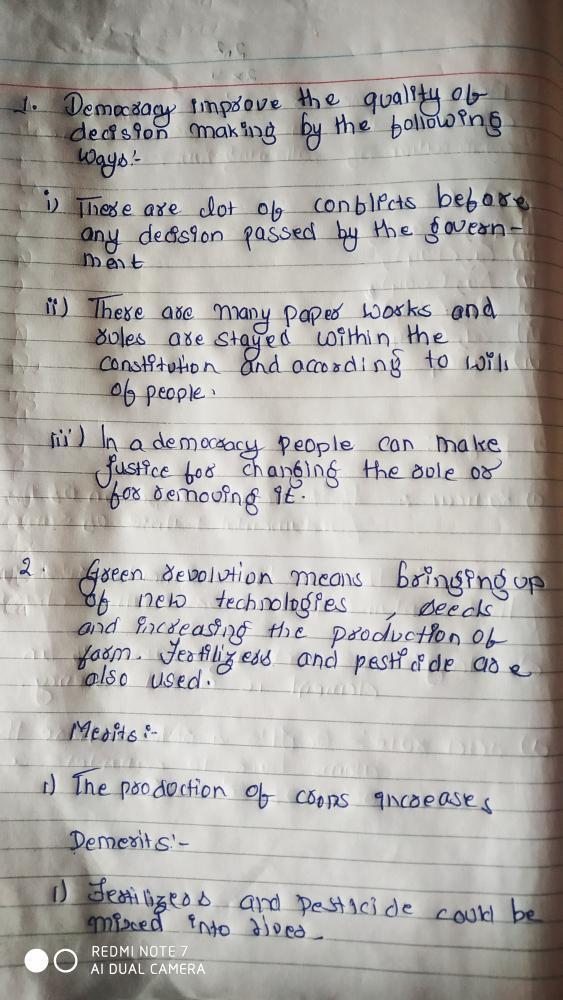 1. Democracy improve the quality of
decision making by the following
ways:-
i) There are lot of conflicts before
any decision passed by the govern-
ment
ii) There are many paper works and
rules are stayed within the
constitution and according to will
of people.
iii) In a democracy people can make
justice for changing the role or
for removing it.
2. Green revolution means bringing up
of new technologies, seeds
and increasing the production of
farm. Fertilizers and pesticide are
also used.
Merits:-
i) The production of crops increases
Demerits:-
i) Fertilizers and pesticide could be
mixed into river.
REDMI NOTE 7
AI DUAL CAMERA